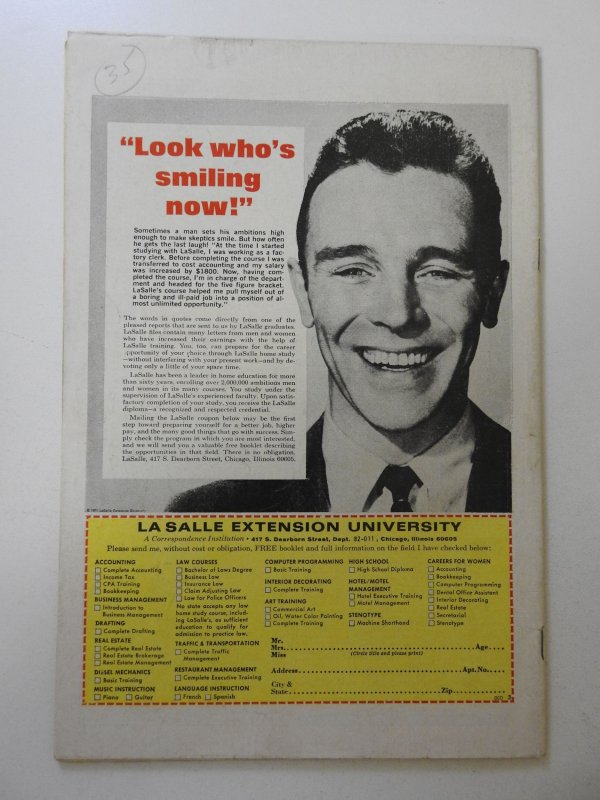 35
"Look who's
smiling
now!"
Sometimes a man sets his ambitions high
enough to make skeptics smile. But how often
he gets the last laugh! "At the time I started
studying with LaSalle, I was working as a fac-
tory clerk. Before completing the course I was
transferred to cost accounting and my salary
was increased by $1800. Now, having com-
pleted the course, I'm in charge of the depart-
ment and headed for the five figure bracket.
LaSalle's course helped me pull myself out of
a boring and ill-paid job into a position of al-
most unlimited opportunity."
The words in quotes come directly from one of the
pleased reports that are sent to us by LaSalle graduates.
LaSalle files contain many letters from men and women
who have increased their earnings with the help of
LaSalle training. You, too, can prepare for the career
opportunity of your choice through LaSalle home study
—without interfering with your present work—and by de-
voting only a little of your spare time.
LaSalle has been a leader in home education for more
than sixty years, enrolling over 2,000,000 ambitious men
and women in its many courses. You study under the
supervision of LaSalle's experienced faculty. Upon satis-
factory completion of your study, you receive the LaSalle
diploma—a recognized and respected credential.
Mailing the LaSalle coupon below may be the first
step toward preparing yourself for a better job, higher
pay, and the many good things that go with success. Sim-
ply check the program in which you are most interested,
and we will send you a valuable free booklet describing
the opportunities in that field. There is no obligation.
LaSalle, 417 S. Dearborn Street, Chicago, Illinois 60605.
© 1971 LaSalle Extension University
LA SALLE EXTENSION UNIVERSITY
A Correspondence Institution • 417 S. Dearborn Street, Dept. 82-011, Chicago, Illinois 60605
Please send me, without cost or obligation, FREE booklet and full information on the field I have checked below:
ACCOUNTING
Complete Accounting
Income Tax
CPA Training
Bookkeeping
BUSINESS MANAGEMENT
Introduction to
Business Management
DRAFTING
Complete Drafting
REAL ESTATE
Complete Real Estate
Real Estate Brokerage
Real Estate Management
DIESEL MECHANICS
Basic Training
MUSIC INSTRUCTION
Piano Guitar
LAW COURSES
Bachelor of Laws Degree
Business Law
Insurance Law
Claim Adjusting Law
Law for Police Officers
No state accepts any law
home study course, includ-
ing LaSalle's, as sufficient
education to qualify for
admission to practice law.
TRAFFIC & TRANSPORTATION
Complete Traffic
Management
RESTAURANT MANAGEMENT
Complete Executive Training
LANGUAGE INSTRUCTION
French Spanish
COMPUTER PROGRAMMING
Basic Training
INTERIOR DECORATING
Complete Training
ART TRAINING
Commercial Art
Oil, Water Color Painting
Complete Training
HIGH SCHOOL
High School Diploma
HOTEL/MOTEL
MANAGEMENT
Hotel Executive Training
Motel Management
STENOTYPE
Machine Shorthand
CAREERS FOR WOMEN
Accounting
Bookkeeping
Computer Programming
Dental Office Assistant
Interior Decorating
Real Estate
Secretarial
Stenotype
Mr.
Mrs.
Miss Age
(Circle title and please print)
Address Apt. No.
City &
State Zip